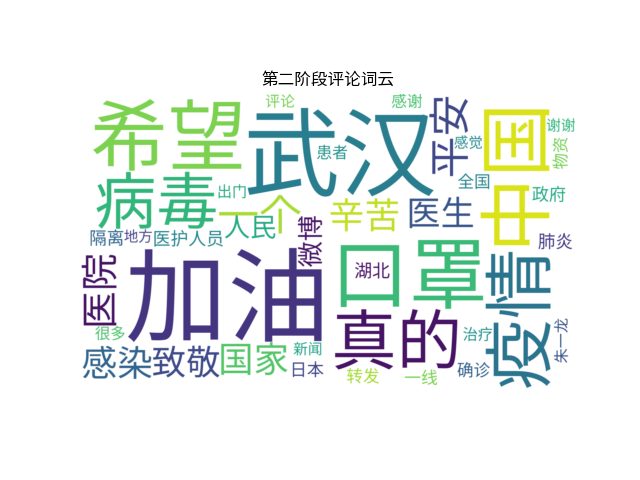 第二阶段评论词云
评论
感谢
希望
武汉
平安
中国
谢谢
患者
感觉
物资
病毒
出门
一个
辛苦
医生
全国
政府
隔离
地方
医护人员
人民
微博
口罩
肺炎
医院
加油
湖北
疫情
很多
感染
致敬
国家
新闻
日本
真的
治疗
朱一龙
转发
一线
确诊